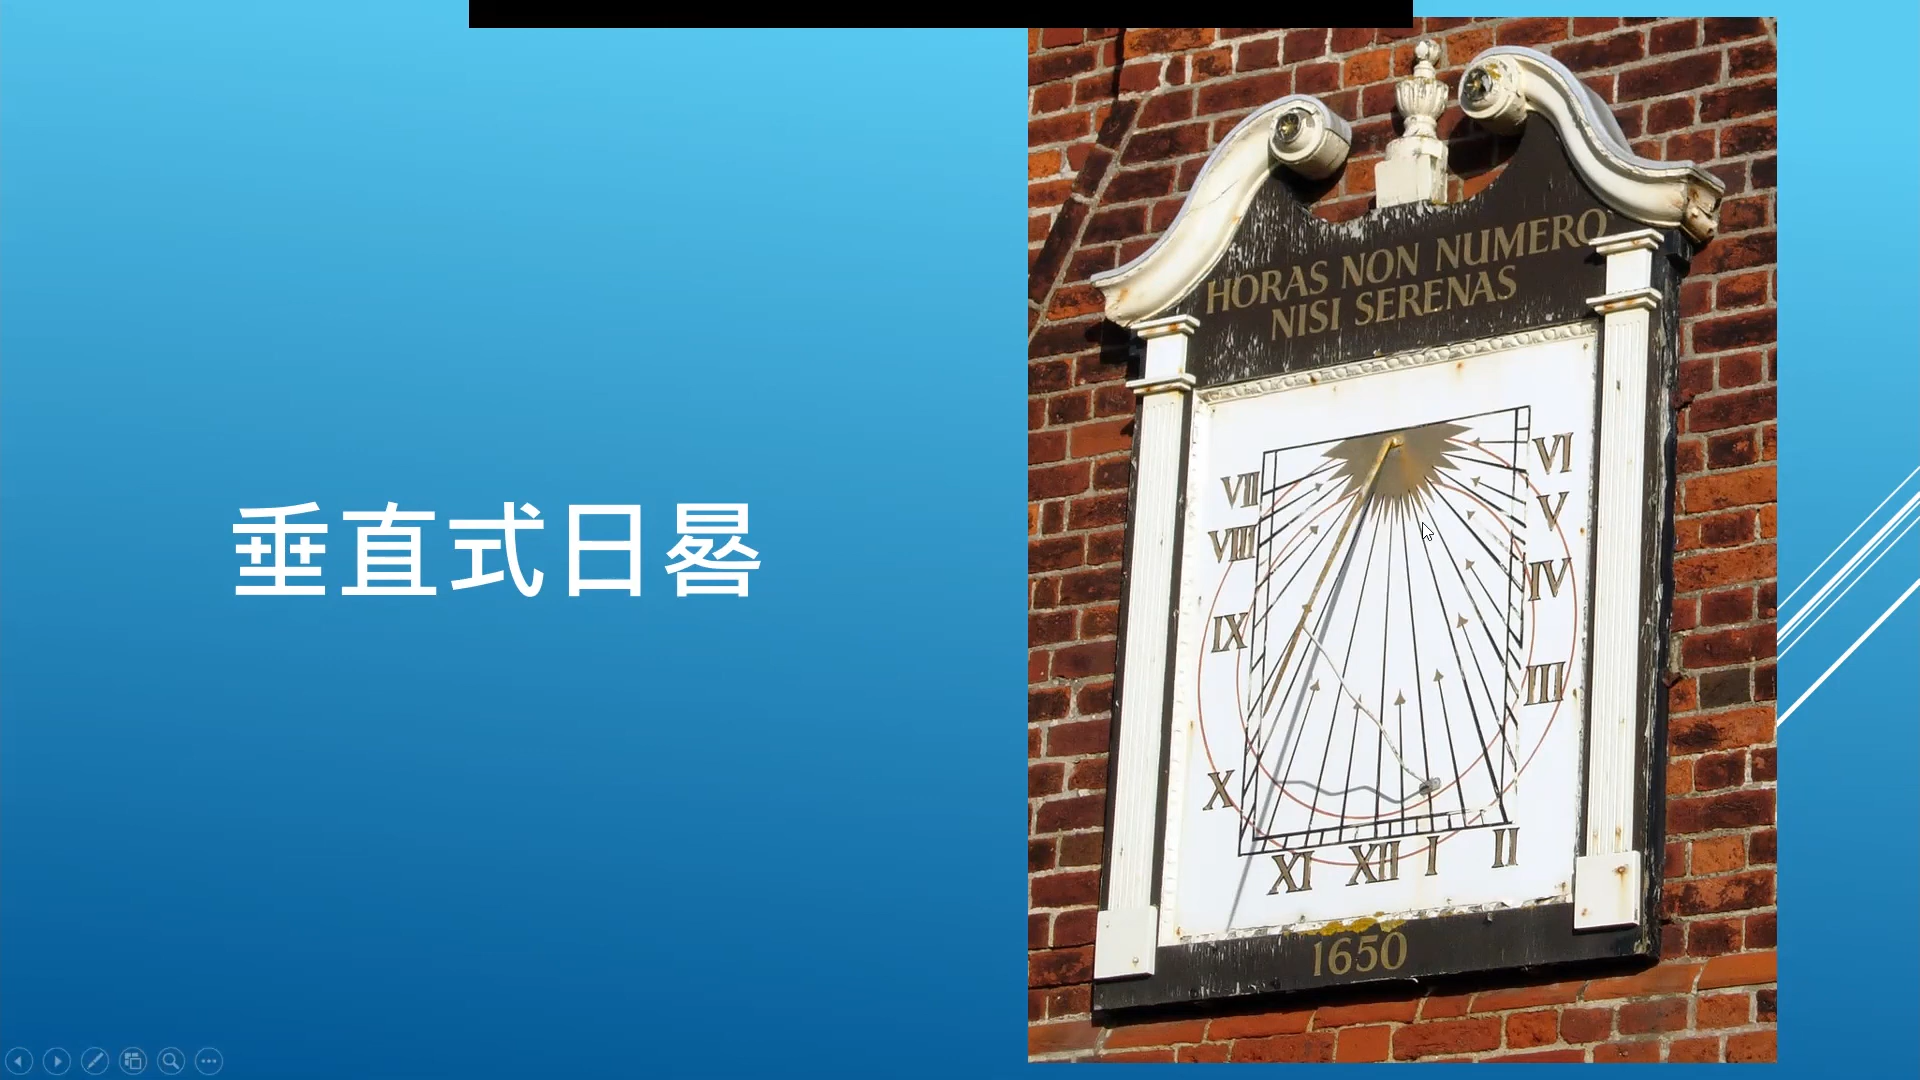 垂直式日晷
HORAS NON NUMERO
NISI SERENAS
VII
VI
VIII
V
IX
IV
X
III
XI XII I II
1650